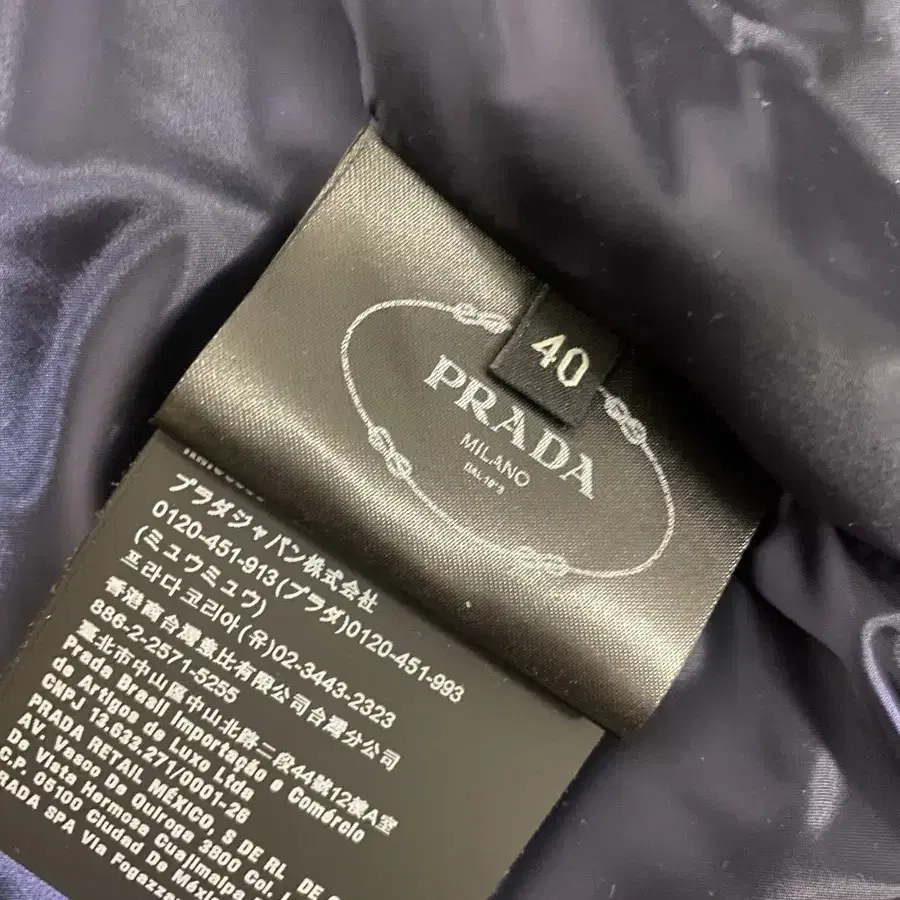 40
PRADA
MILANO
プラダジャパン株式会社
0120-451-913(プラダ)0120-451-993
(ミュウミュウ)
프라다코리아(유)02-3443-2323
香港商台灣普比有限公司台灣分公司
886-2-2571-5255
臺北市中山區中山北路二段44號12樓A室
Prada Brasil Importação e Comércio
de Artigos de Luxo Ltda
CNPJ 12.622.271/0001-26
PRADA RETAIL MÉXICO, S DE RL DE
AV. Vasco De Quiroga 3800 Col.
De Vista Hermosa Cuajimalpa
C.P. 05100 Ciudad De México
PRADA SPA Via